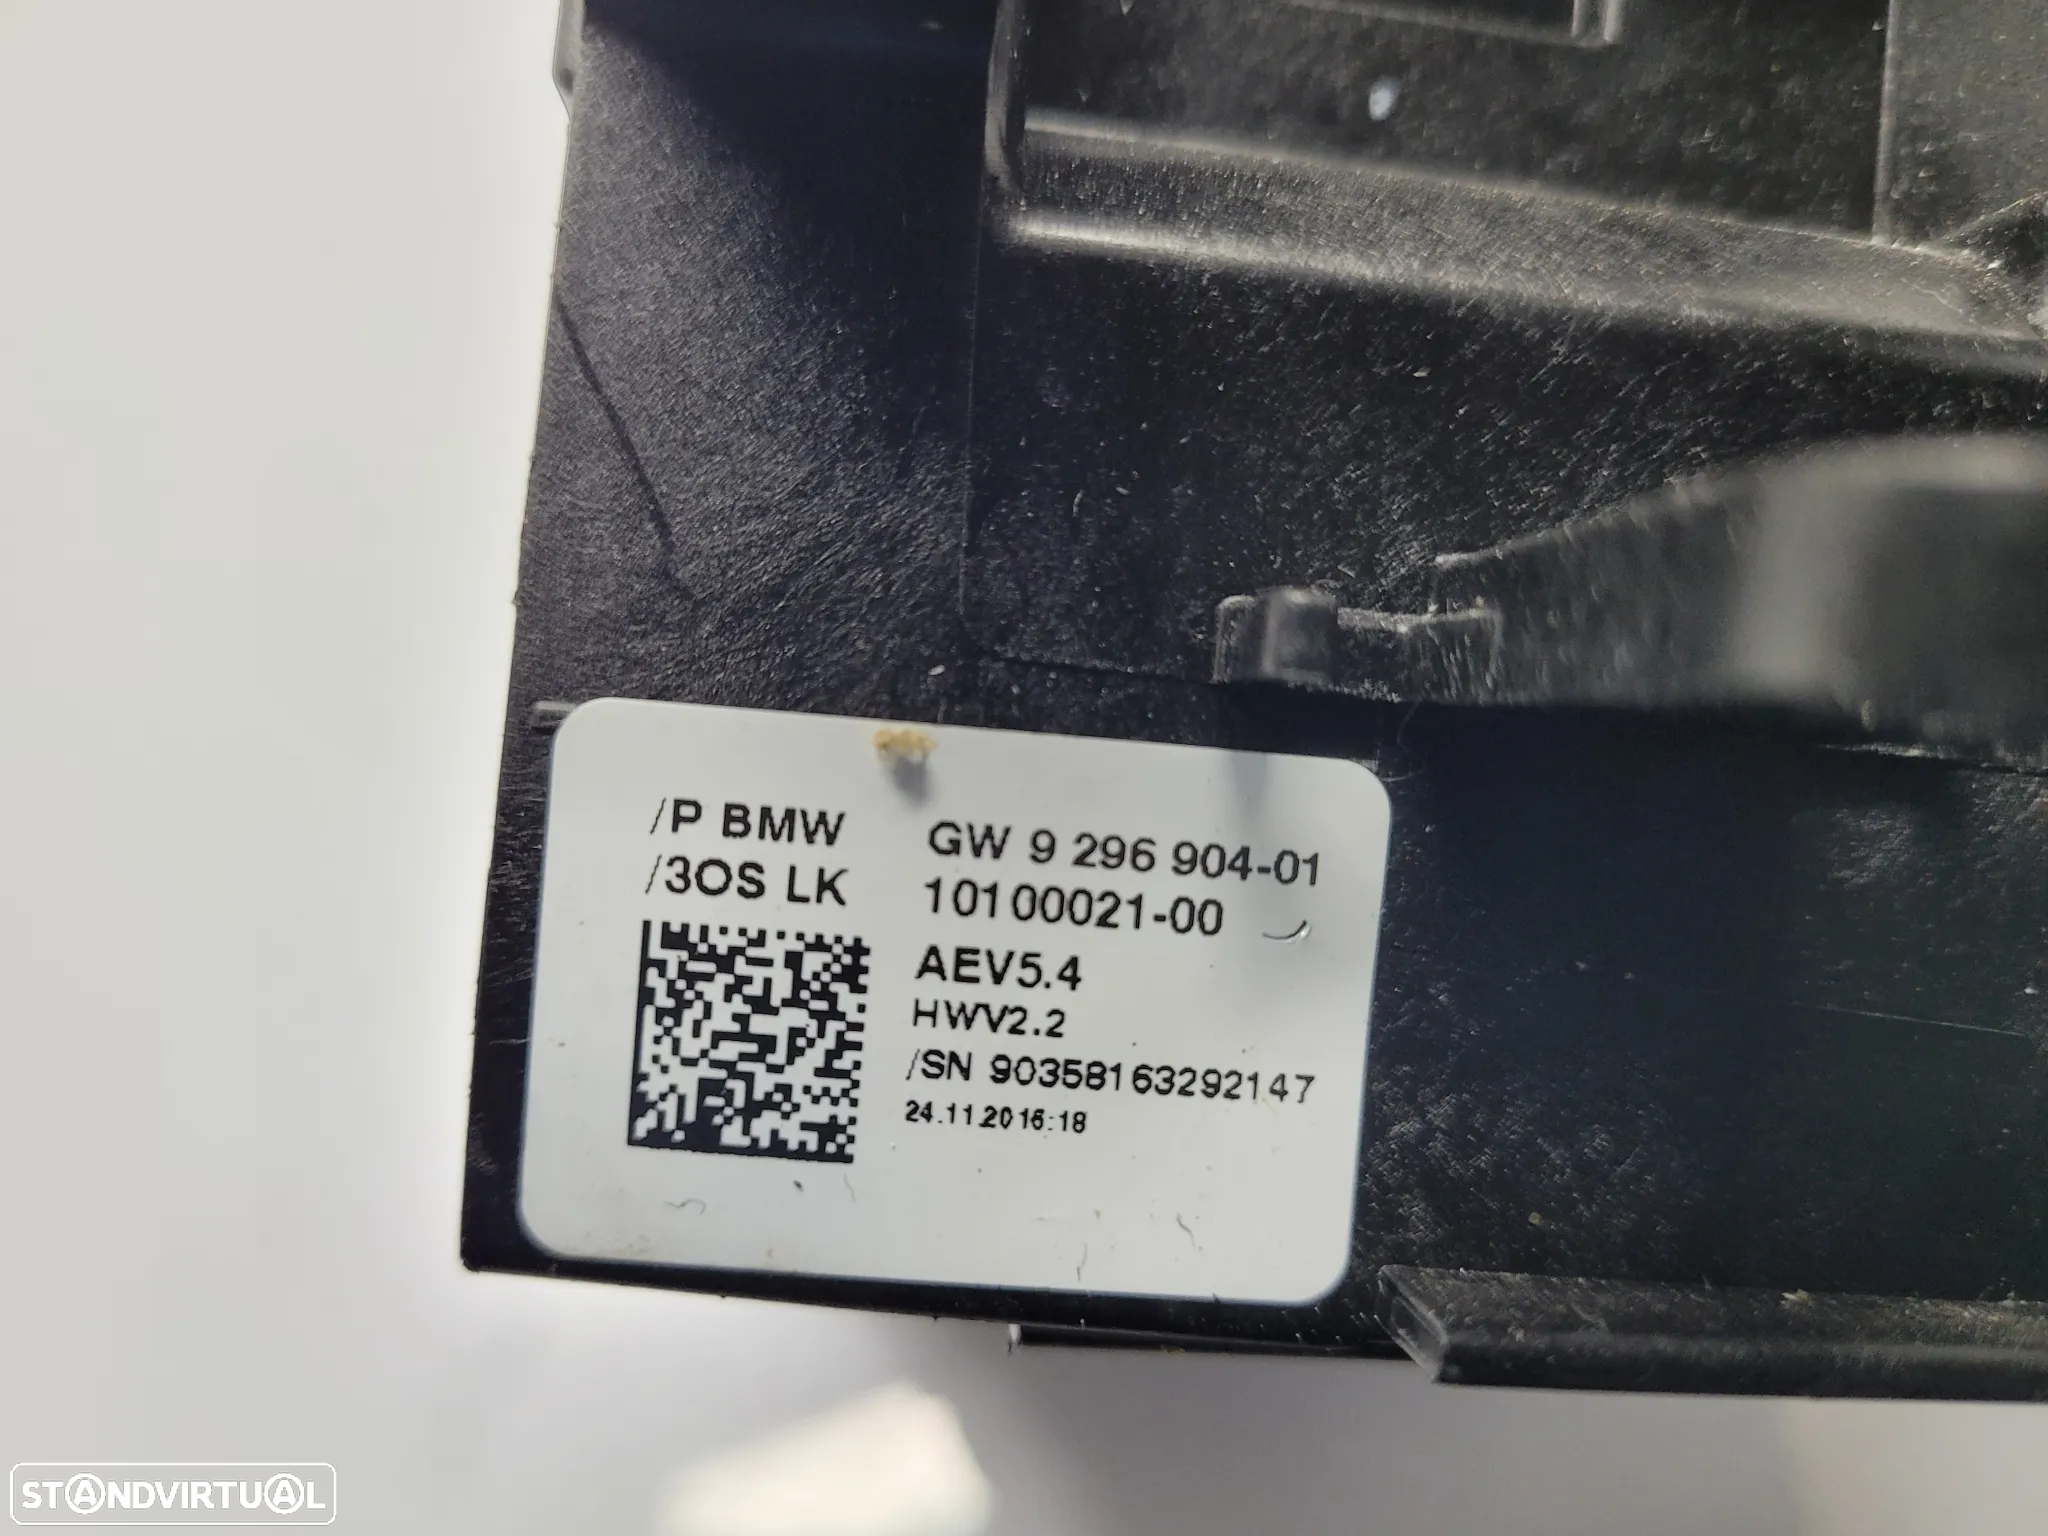 /P BMW GW 9 296 904-01
/3OS LK 10100021-00
AEV5.4
HWV2.2
/SN 90358163292147
24.11.2016:18
STANDVIRTUAL